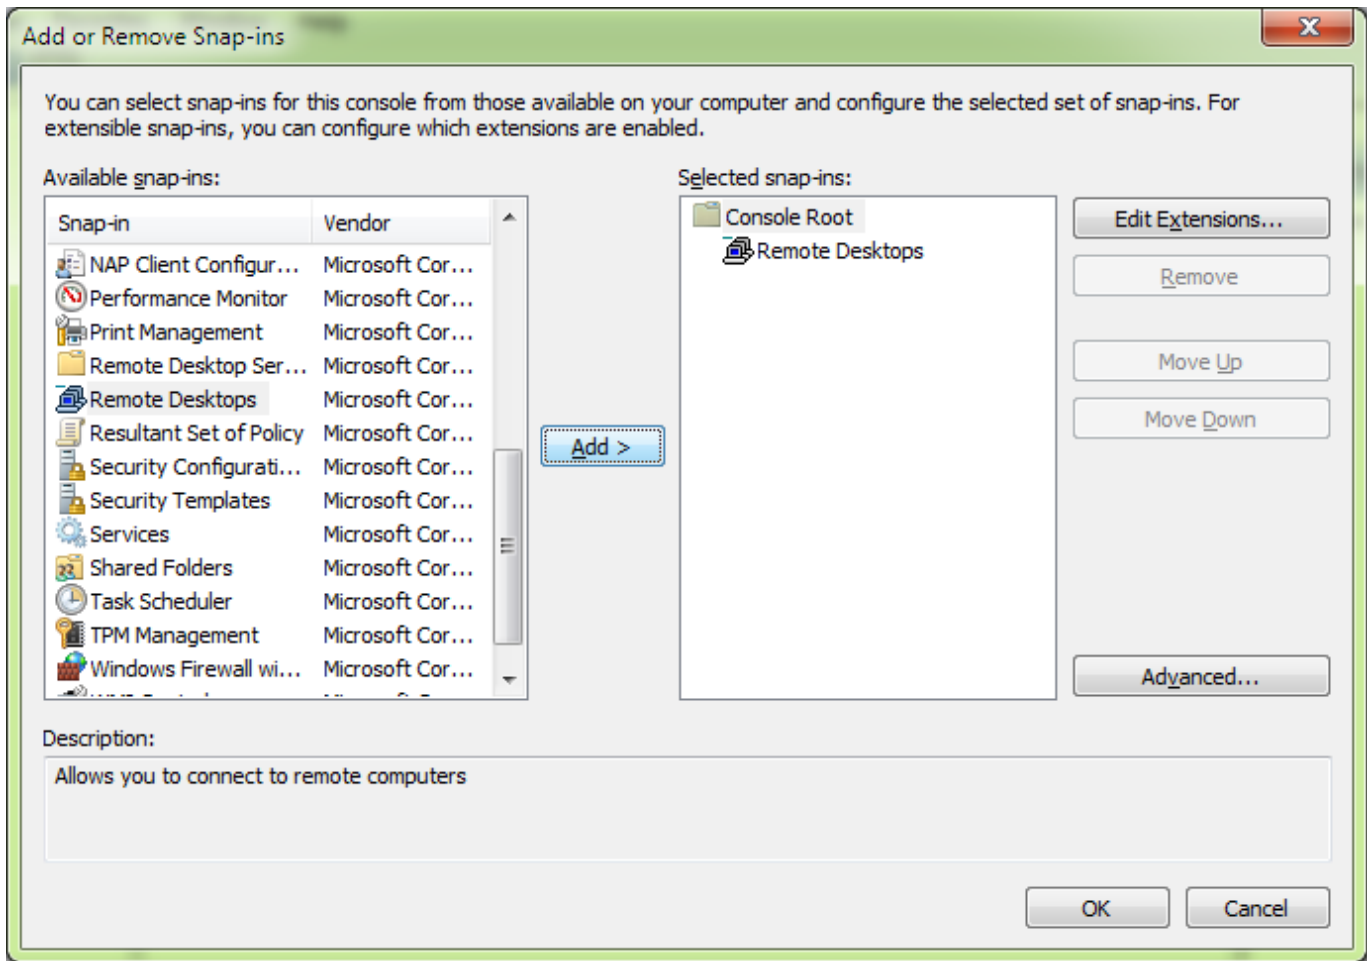 Add or Remove Snap-ins
You can select snap-ins for this console from those available on your computer and configure the selected set of snap-ins. For
extensible snap-ins, you can configure which extensions are enabled.
Available snap-ins:
Snap-in Vendor
NAP Client Configur... Microsoft Cor...
Performance Monitor Microsoft Cor...
Print Management Microsoft Cor...
Remote Desktop Ser... Microsoft Cor...
Remote Desktops Microsoft Cor...
Resultant Set of Policy Microsoft Cor...
Security Configurati... Microsoft Cor...
Security Templates Microsoft Cor...
Services Microsoft Cor...
Shared Folders Microsoft Cor...
Task Scheduler Microsoft Cor...
TPM Management Microsoft Cor...
Windows Firewall wi... Microsoft Cor...
Add >
Selected snap-ins:
Console Root
Remote Desktops
Edit Extensions...
Remove
Move Up
Move Down
Advanced...
Description:
Allows you to connect to remote computers
OK
Cancel